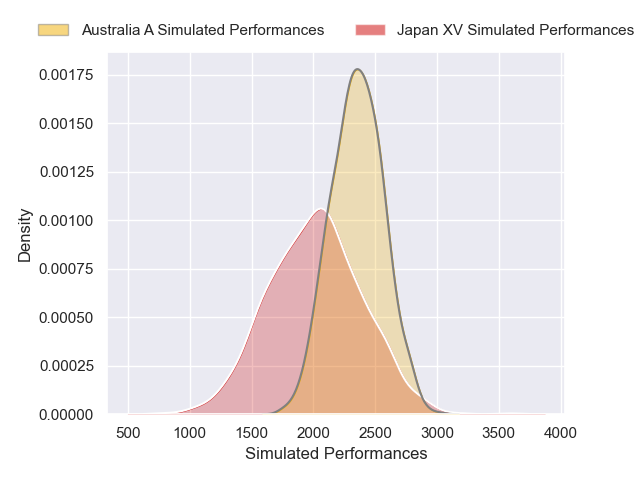 Australia A Simulated Performances
Japan XV Simulated Performances
0.00175
0.00150
0.00125
0.00100
0.00075
0.00050
0.00025
0.00000
Density
500 1000 1500 2000 2500 3000 3500 4000
Simulated Performances